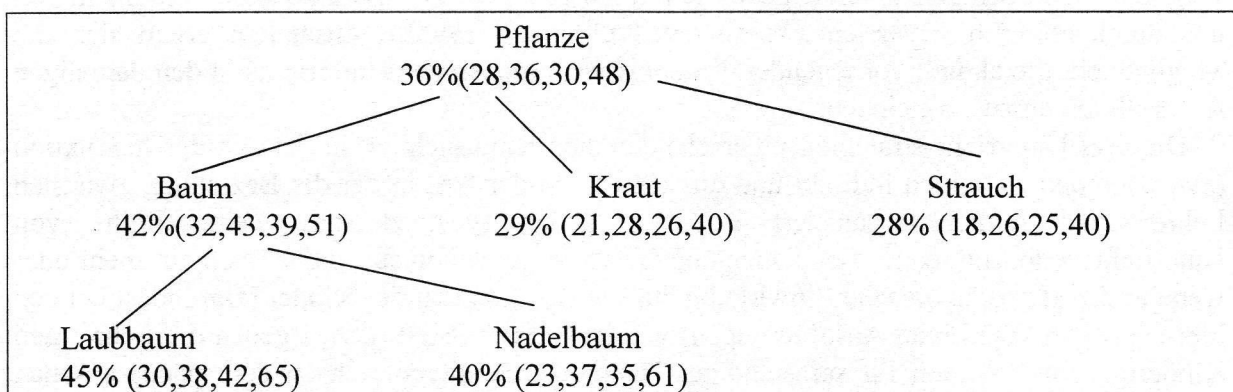 Pflanze
36%(28,36,30,48)
Baum Kraut Strauch
42%(32,43,39,51) 29% (21,28,26,40) 28% (18,26,25,40)
Laubbaum Nadelbaum
45% (30,38,42,65) 40% (23,37,35,61)